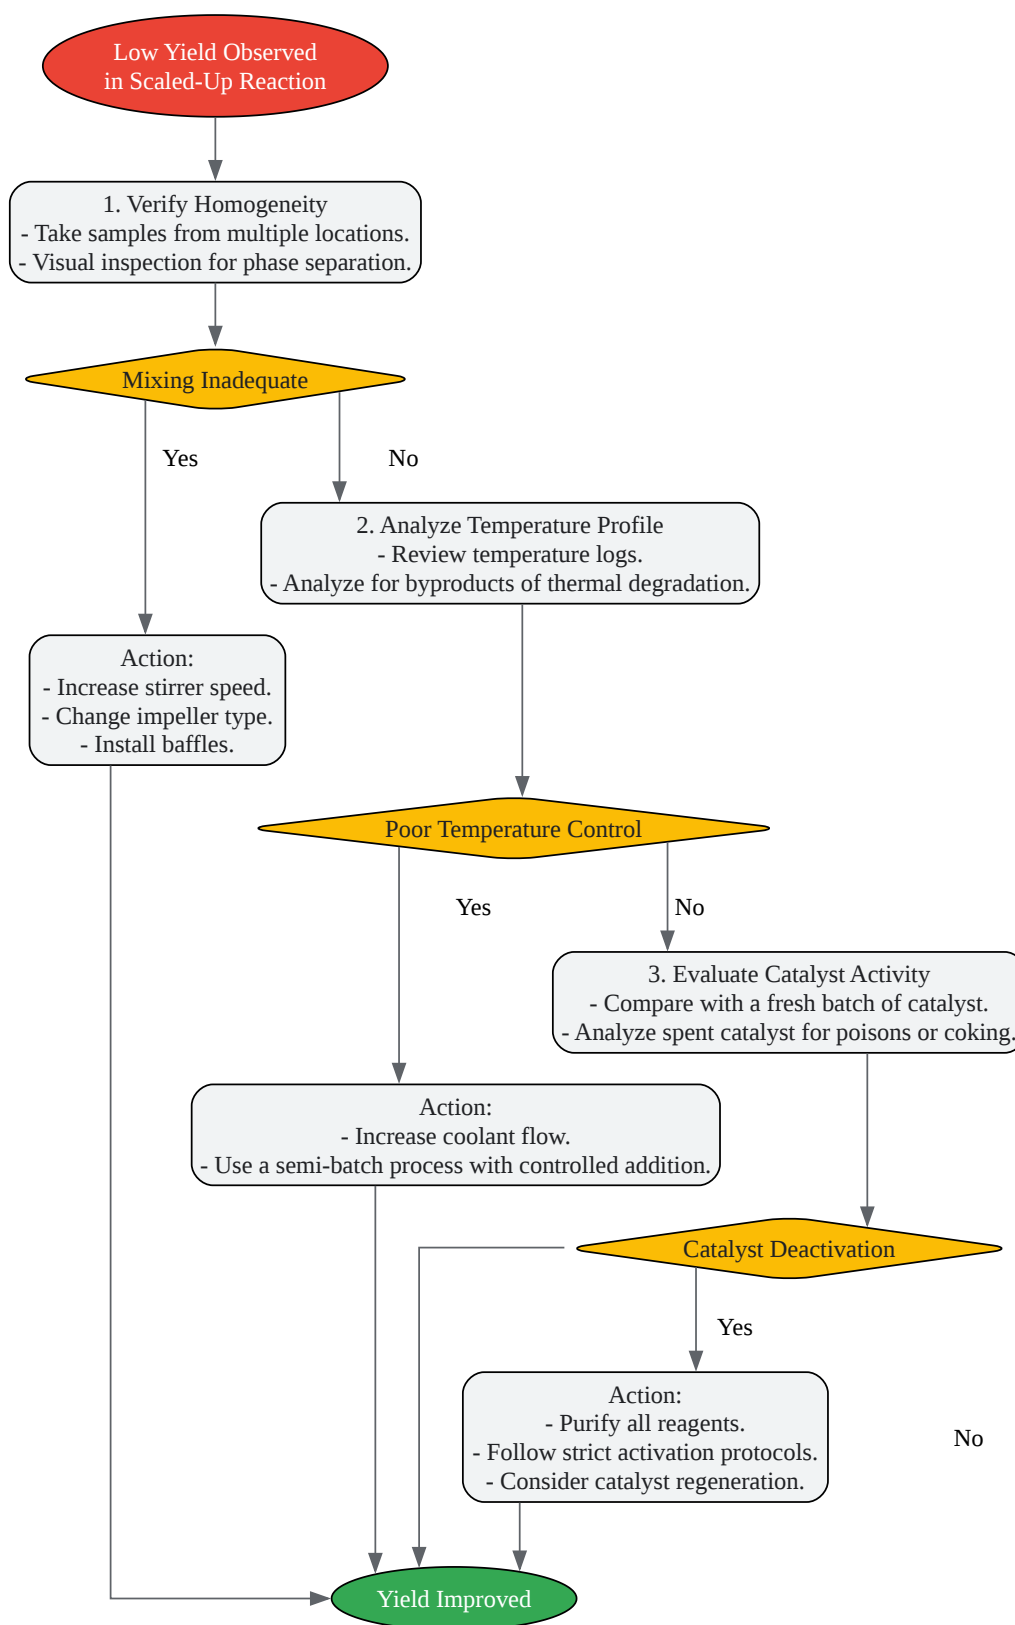 Low Yield Observed
in Scaled-Up Reaction
1. Verify Homogeneity
- Take samples from multiple locations.
- Visual inspection for phase separation.
Mixing Inadequate
Yes
No
2. Analyze Temperature Profile
- Review temperature logs.
- Analyze for byproducts of thermal degradation.
Action:
- Increase stirrer speed.
- Change impeller type.
- Install baffles.
Poor Temperature Control
Yes
No
3. Evaluate Catalyst Activity
- Compare with a fresh batch of catalyst.
- Analyze spent catalyst for poisons or coking.
Action:
- Increase coolant flow.
- Use a semi-batch process with controlled addition.
Catalyst Deactivation
Yes
Action:
- Purify all reagents.
- Follow strict activation protocols.
- Consider catalyst regeneration.
No
Yield Improved